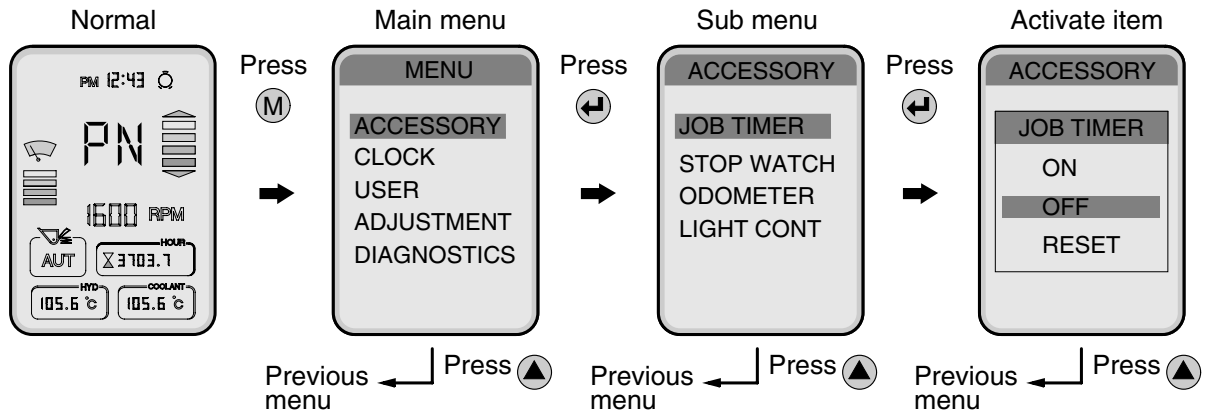 Normal
PM 12:43
PN
1600 RPM
AUT
HOUR
3703.7
HYD
105.6 °C
COOLANT
105.6 °C
Press
M
Main menu
MENU
ACCESSORY
CLOCK
USER
ADJUSTMENT
DIAGNOSTICS
Previous menu
Press
Press
Sub menu
ACCESSORY
JOB TIMER
STOP WATCH
ODOMETER
LIGHT CONT
Previous menu
Press
Press
Activate item
ACCESSORY
JOB TIMER
ON
OFF
RESET
Previous menu
Press